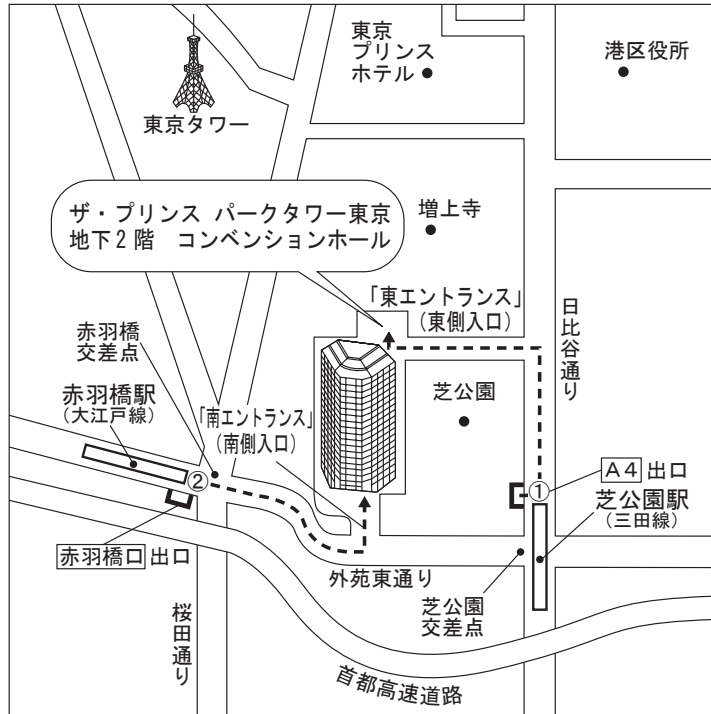 東京
プリンス
ホテル
港区役所
東京タワー
ザ・プリンス パークタワー東京
地下2階　コンベンションホール
増上寺
「東エントランス」
（東側入口）
日比谷通り
赤羽橋
交差点
赤羽橋駅
（大江戸線）
「南エントランス」
（南側入口）
芝公園
②
①
A4 出口
芝公園駅
（三田線）
赤羽橋口 出口
外苑東通り
芝公園
交差点
桜田通り
首都高速道路